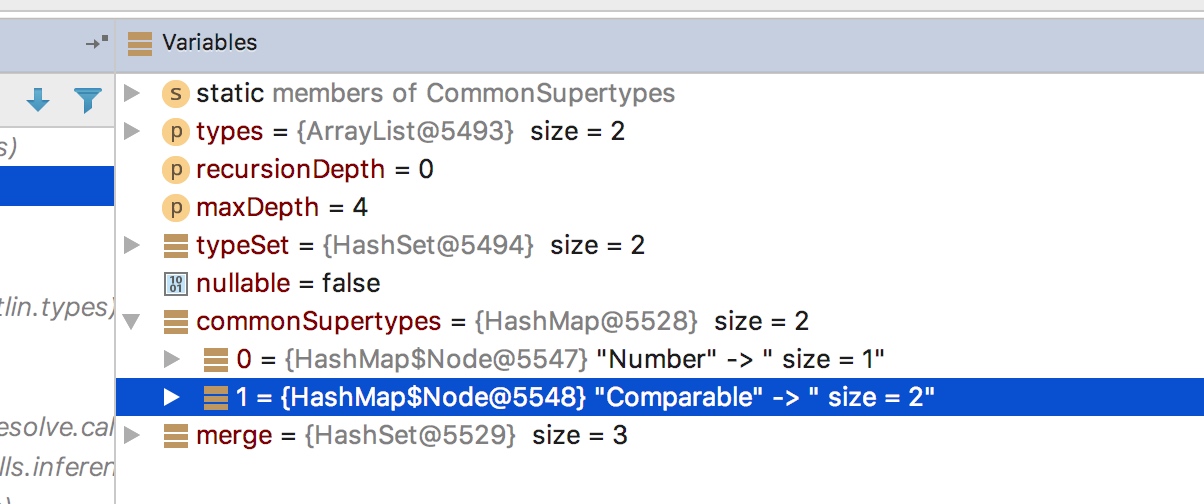 Variables
s static members of CommonSupertypes
s)
p types = {ArrayList@5493} size = 2
p recursionDepth = 0
p maxDepth = 4
typeSet = {HashSet@5494} size = 2
10 01 nullable = false
tlin.types)
commonSupertypes = {HashMap@5528} size = 2
0 = {HashMap$Node@5547} "Number" -> " size = 1"
1 = {HashMap$Node@5548} "Comparable" -> " size = 2"
esolve.cal
merge = {HashSet@5529} size = 3
lls.inferen